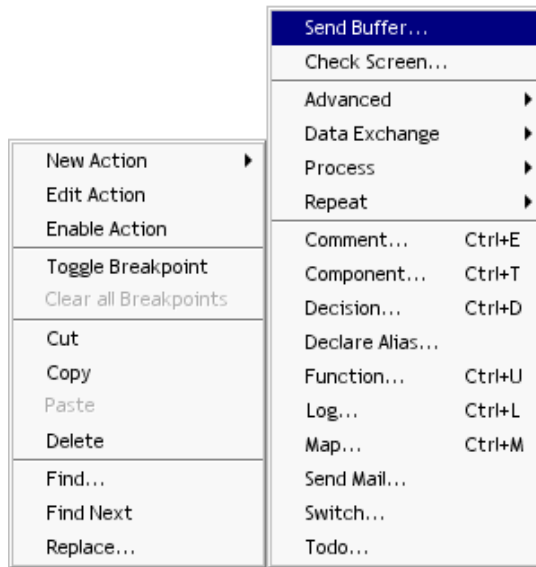 New Action
Edit Action
Enable Action
Toggle Breakpoint
Clear all Breakpoints
Cut
Copy
Paste
Delete
Find...
Find Next
Replace...
Send Buffer...
Check Screen...
Advanced
Data Exchange
Process
Repeat
Comment... Ctrl+E
Component... Ctrl+T
Decision... Ctrl+D
Declare Alias...
Function... Ctrl+U
Log... Ctrl+L
Map... Ctrl+M
Send Mail...
Switch...
Todo...